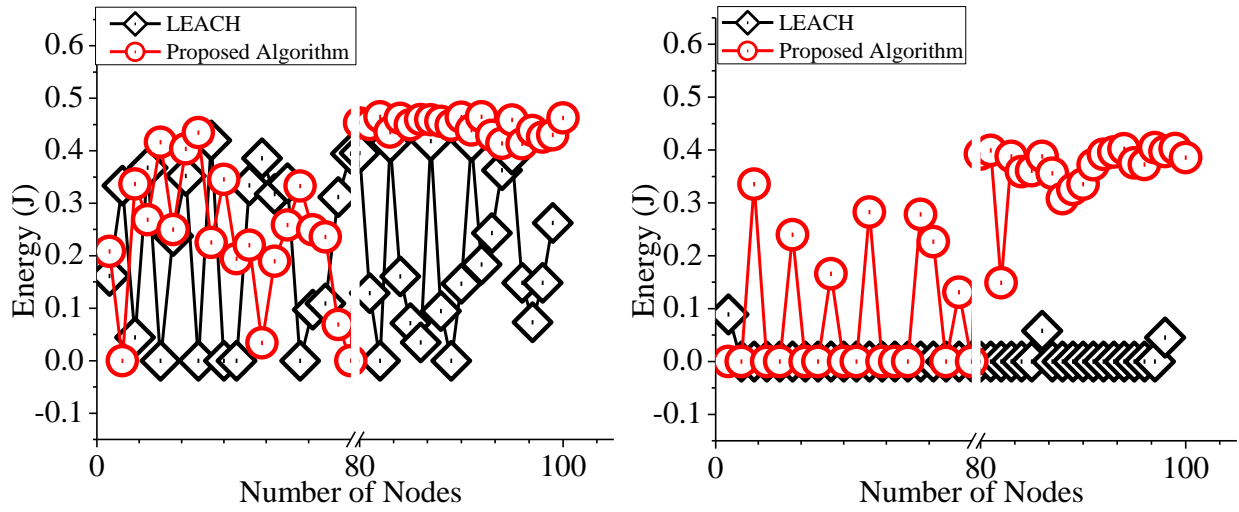 LEACH
Proposed Algorithm
0.6
0.5
0.4
0.3
0.2
0.1
0.0
-0.1
Energy (J)
0
80
100
Number of Nodes
LEACH
Proposed Algorithm
0.6
0.5
0.4
0.3
0.2
0.1
0.0
-0.1
Energy (J)
0
80
100
Number of Nodes